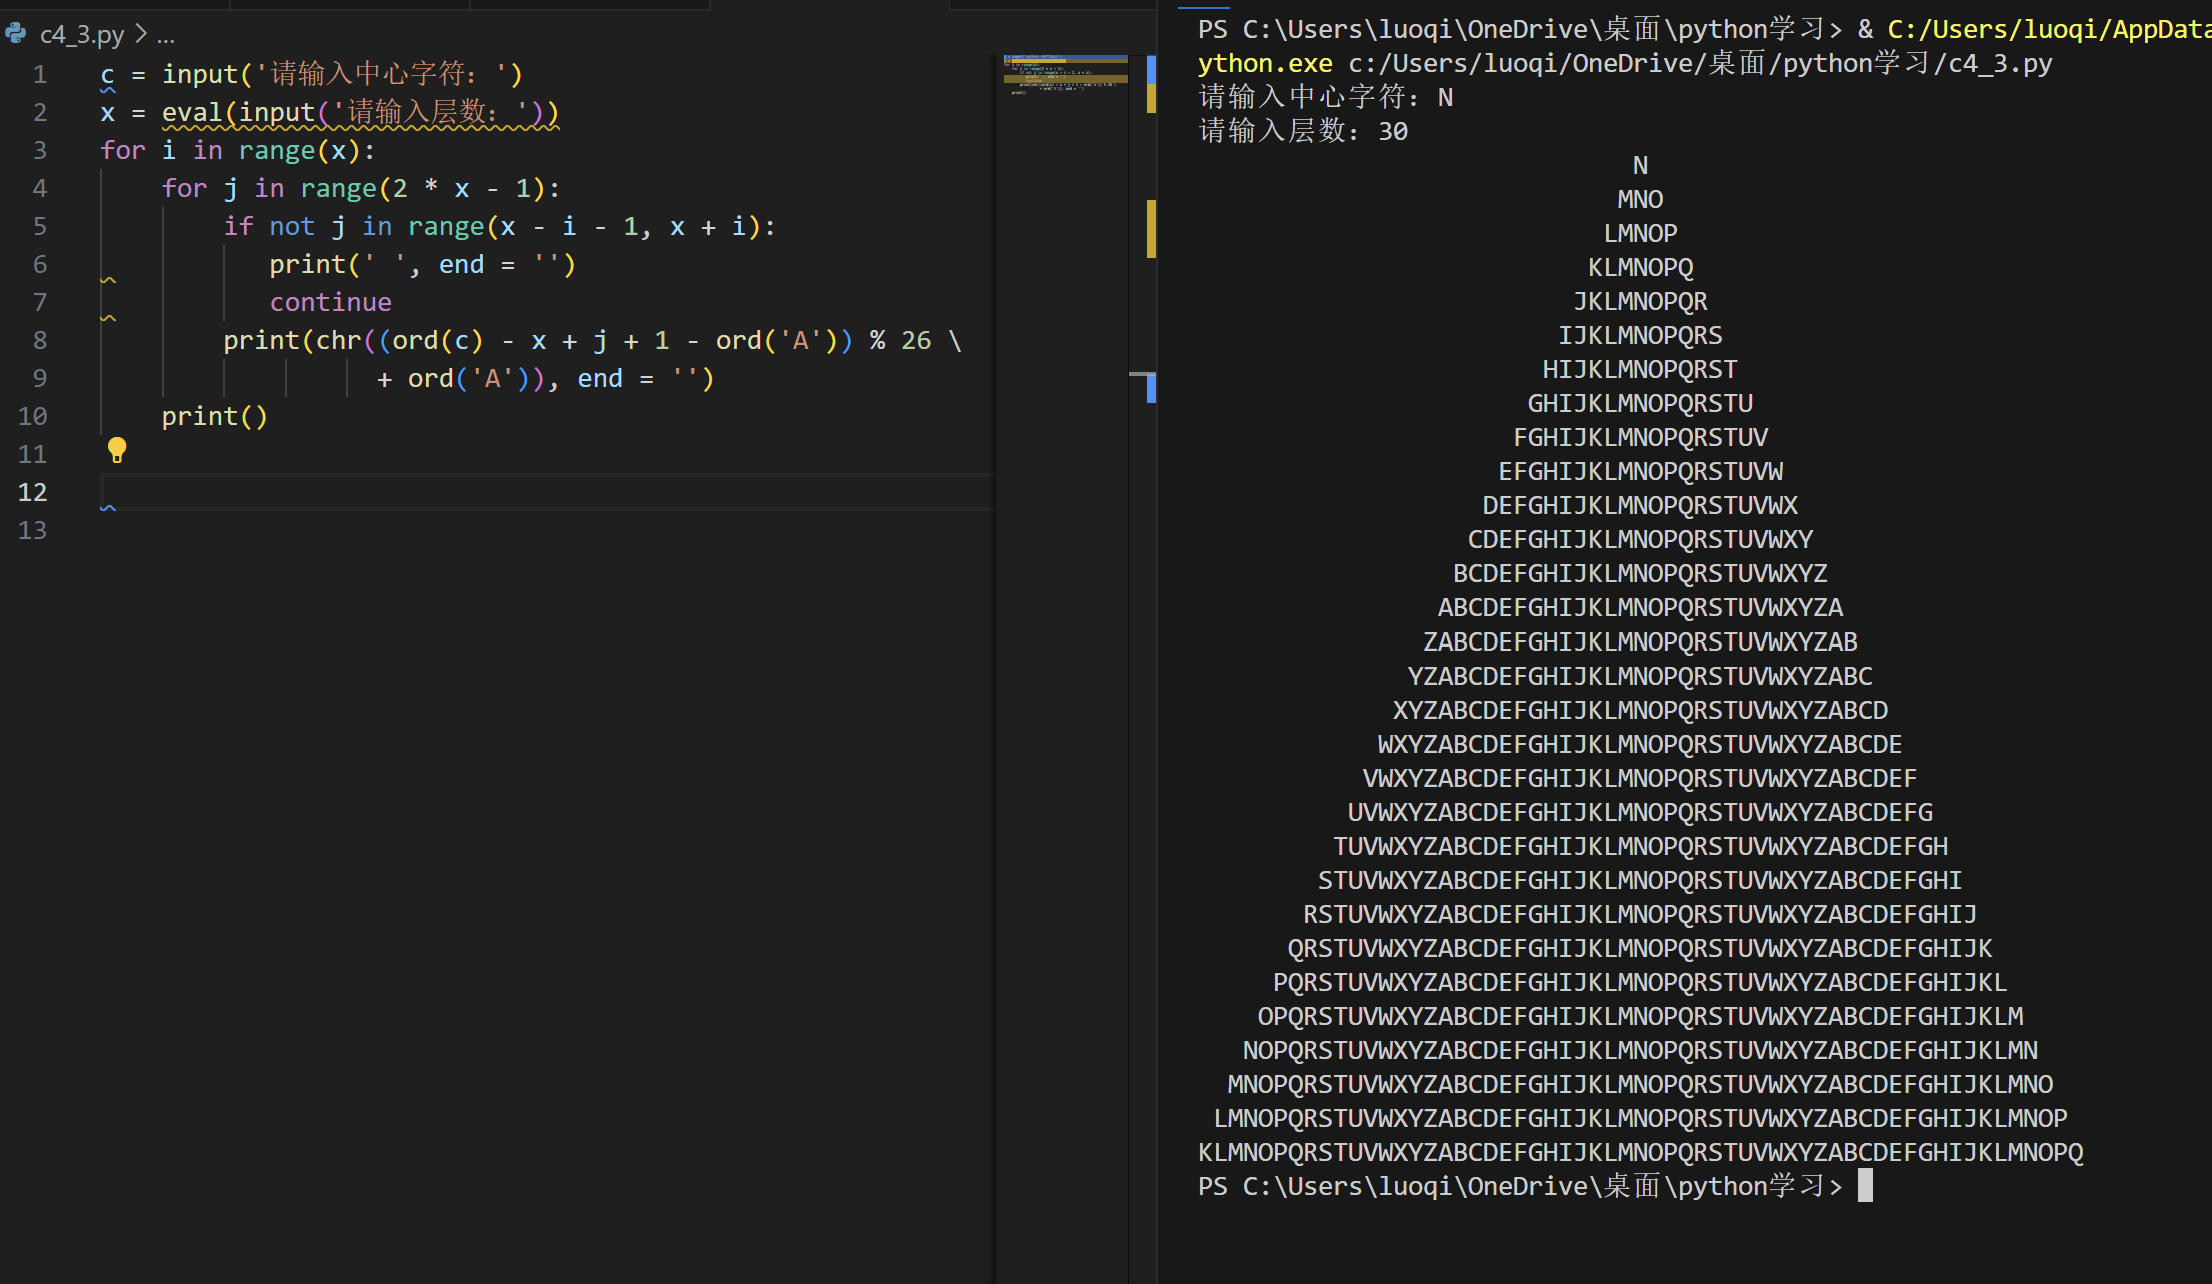 c4_3.py > ...
1 c = input('请输入中心字符：')
2 x = eval(input('请输入层数：'))
3 for i in range(x):
4     for j in range(2 * x - 1):
5         if not j in range(x - i - 1, x + i):
6            print(' ', end = '')
7            continue
8         print(chr((ord(c) - x + j + 1 - ord('A')) % 26 \
9                   + ord('A')), end = '')
10     print()
11
12
13
PS C:\Users\luoqi\OneDrive\桌面\python学习> & C:/Users/luoqi/AppData
ython.exe c:/Users/luoqi/OneDrive/桌面/python学习/c4_3.py
请输入中心字符：N
请输入层数：30
                             N
                            MNO
                           LMNOP
                          KLMNOPQ
                         JKLMNOPQR
                        IJKLMNOPQRS
                       HIJKLMNOPQRST
                      GHIJKLMNOPQRSTU
                     FGHIJKLMNOPQRSTUV
                    EFGHIJKLMNOPQRSTUVW
                   DEFGHIJKLMNOPQRSTUVWX
                  CDEFGHIJKLMNOPQRSTUVWXY
                 BCDEFGHIJKLMNOPQRSTUVWXYZ
                ABCDEFGHIJKLMNOPQRSTUVWXYZA
               ZABCDEFGHIJKLMNOPQRSTUVWXYZAB
              YZABCDEFGHIJKLMNOPQRSTUVWXYZABC
             XYZABCDEFGHIJKLMNOPQRSTUVWXYZABCD
            WXYZABCDEFGHIJKLMNOPQRSTUVWXYZABCDE
           VWXYZABCDEFGHIJKLMNOPQRSTUVWXYZABCDEF
          UVWXYZABCDEFGHIJKLMNOPQRSTUVWXYZABCDEFG
         TUVWXYZABCDEFGHIJKLMNOPQRSTUVWXYZABCDEFGH
        STUVWXYZABCDEFGHIJKLMNOPQRSTUVWXYZABCDEFGHI
       RSTUVWXYZABCDEFGHIJKLMNOPQRSTUVWXYZABCDEFGHIJ
      QRSTUVWXYZABCDEFGHIJKLMNOPQRSTUVWXYZABCDEFGHIJK
     PQRSTUVWXYZABCDEFGHIJKLMNOPQRSTUVWXYZABCDEFGHIJKL
    OPQRSTUVWXYZABCDEFGHIJKLMNOPQRSTUVWXYZABCDEFGHIJKLM
   NOPQRSTUVWXYZABCDEFGHIJKLMNOPQRSTUVWXYZABCDEFGHIJKLMN
  MNOPQRSTUVWXYZABCDEFGHIJKLMNOPQRSTUVWXYZABCDEFGHIJKLMNO
 LMNOPQRSTUVWXYZABCDEFGHIJKLMNOPQRSTUVWXYZABCDEFGHIJKLMNOP
KLMNOPQRSTUVWXYZABCDEFGHIJKLMNOPQRSTUVWXYZABCDEFGHIJKLMNOPQ
PS C:\Users\luoqi\OneDrive\桌面\python学习>